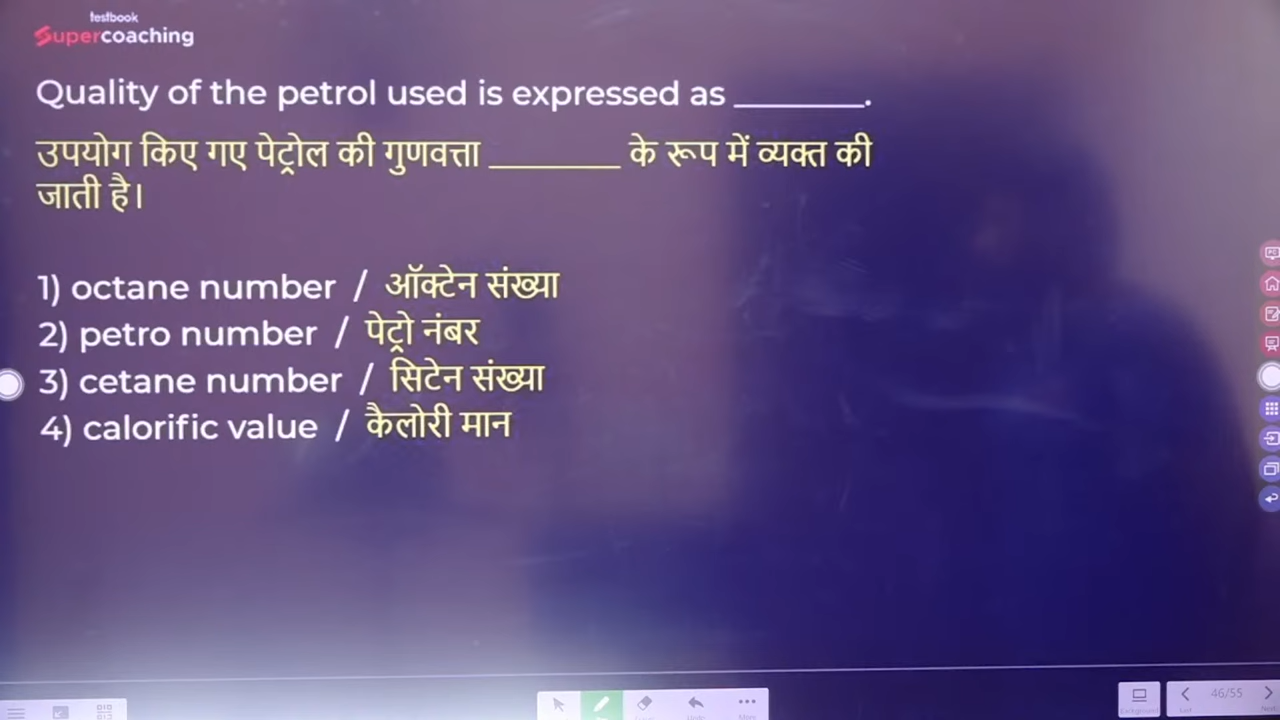 testbook
Supercoaching
Quality of the petrol used is expressed as ________.
उपयोग किए गए पेट्रोल की गुणवत्ता ________ के रूप में व्यक्त की
जाती है।
1) octane number / ऑक्टेन संख्या
2) petro number / पेट्रो नंबर
3) cetane number / सिटेन संख्या
4) calorific value / कैलोरी मान
46/55